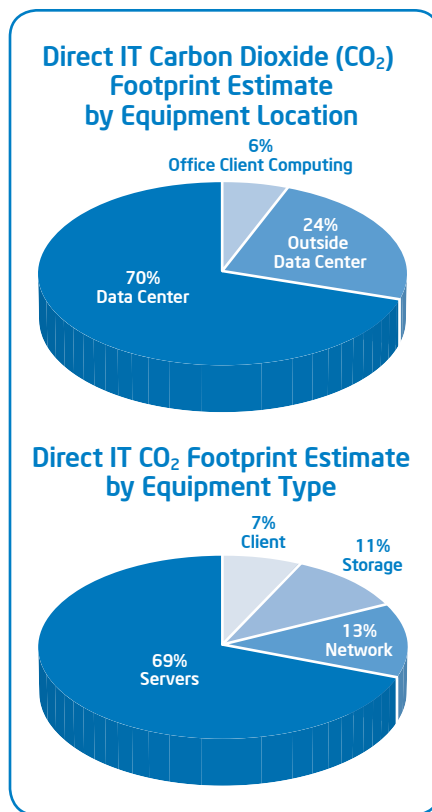 Direct IT Carbon Dioxide (CO₂)
Footprint Estimate
by Equipment Location
6%
Office Client Computing
24%
Outside
Data Center
70%
Data Center
Direct IT CO₂ Footprint Estimate
by Equipment Type
7%
Client
11%
Storage
13%
Network
69%
Servers